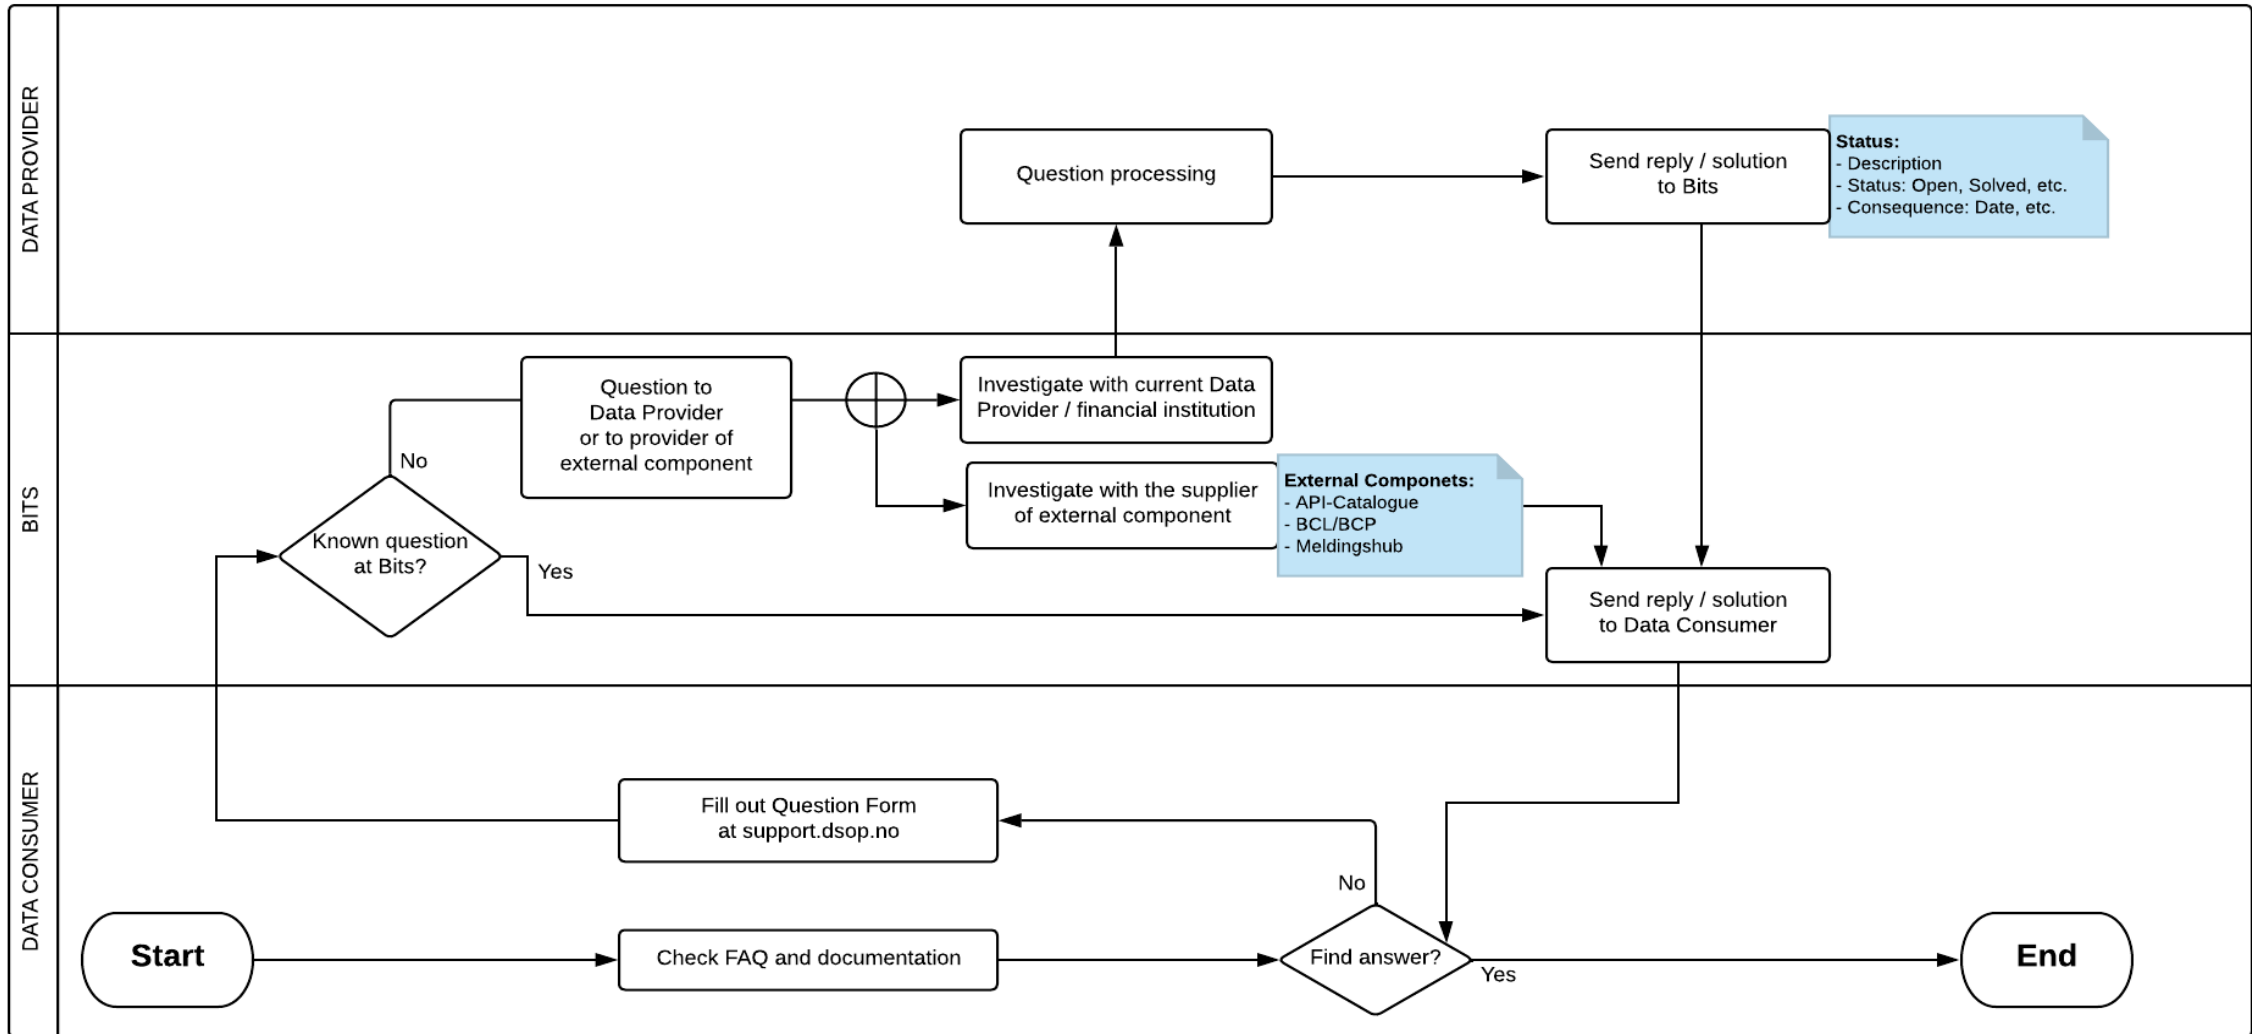 DATA PROVIDER
Question processing
Send reply / solution
to Bits
Status:
- Description
- Status: Open, Solved, etc.
- Consequence: Date, etc.
BITS
Question to
Data Provider
or to provider of
external component
Investigate with current Data
Provider / financial institution
No
Investigate with the supplier
of external component
External Componets:
- API-Catalogue
- BCL/BCP
- Meldingshub
Known question
at Bits?
Yes
Send reply / solution
to Data Consumer
DATA CONSUMER
Fill out Question Form
at support.dsop.no
No
Start
Check FAQ and documentation
Find answer?
Yes
End